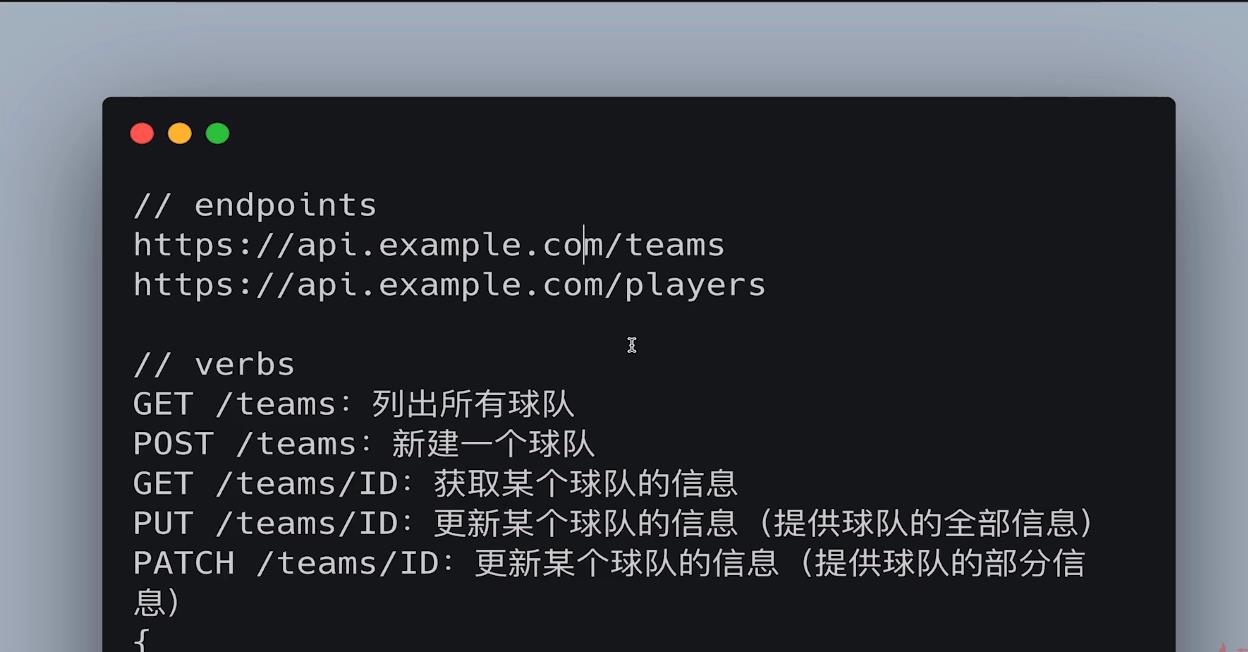 // endpoints
https://api.example.com/teams
https://api.example.com/players
// verbs
GET /teams：列出所有球队
POST /teams：新建一个球队
GET /teams/ID：获取某个球队的信息
PUT /teams/ID：更新某个球队的信息（提供球队的全部信息）
PATCH /teams/ID：更新某个球队的信息（提供球队的部分信
息）
{